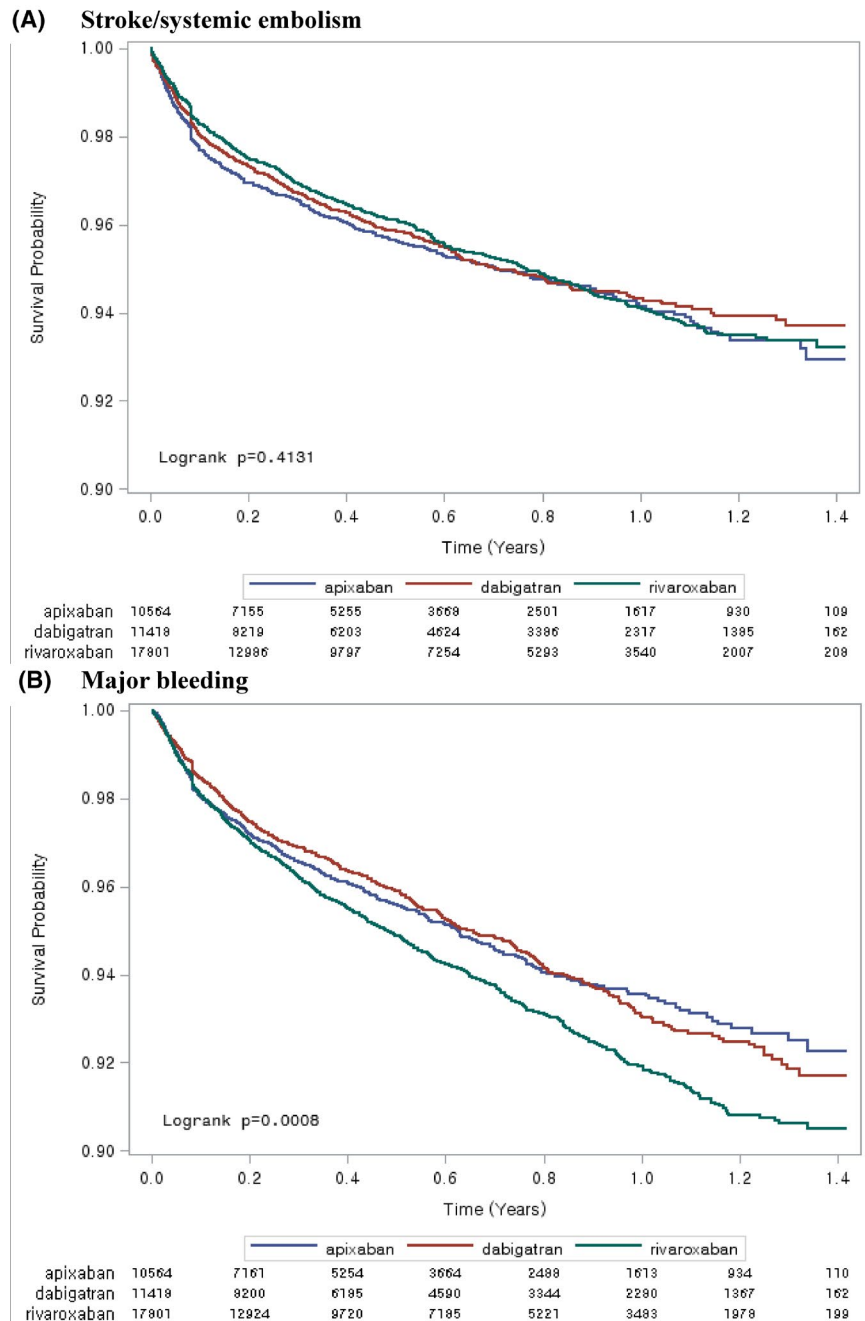 (A) Stroke/systemic embolism
1.00
0.98
0.96
0.94
0.92
0.90
Survival Probability
Logrank p=0.4131
0.0 0.2 0.4 0.6 0.8 1.0 1.2 1.4
Time (Years)
apixaban dabigatran rivaroxaban
apixaban 10564 7155 5255 3669 2501 1617 930 109
dabigatran 11419 8219 6203 4624 3386 2317 1385 162
rivaroxaban 17801 12986 9797 7254 5293 3540 2007 208
(B) Major bleeding
1.00
0.98
0.96
0.94
0.92
0.90
Survival Probability
Logrank p=0.0008
0.0 0.2 0.4 0.6 0.8 1.0 1.2 1.4
Time (Years)
apixaban dabigatran rivaroxaban
apixaban 10564 7161 5254 3664 2488 1613 934 110
dabigatran 11419 8200 6185 4590 3344 2280 1367 162
rivaroxaban 17801 12924 9720 7185 5221 3483 1978 199